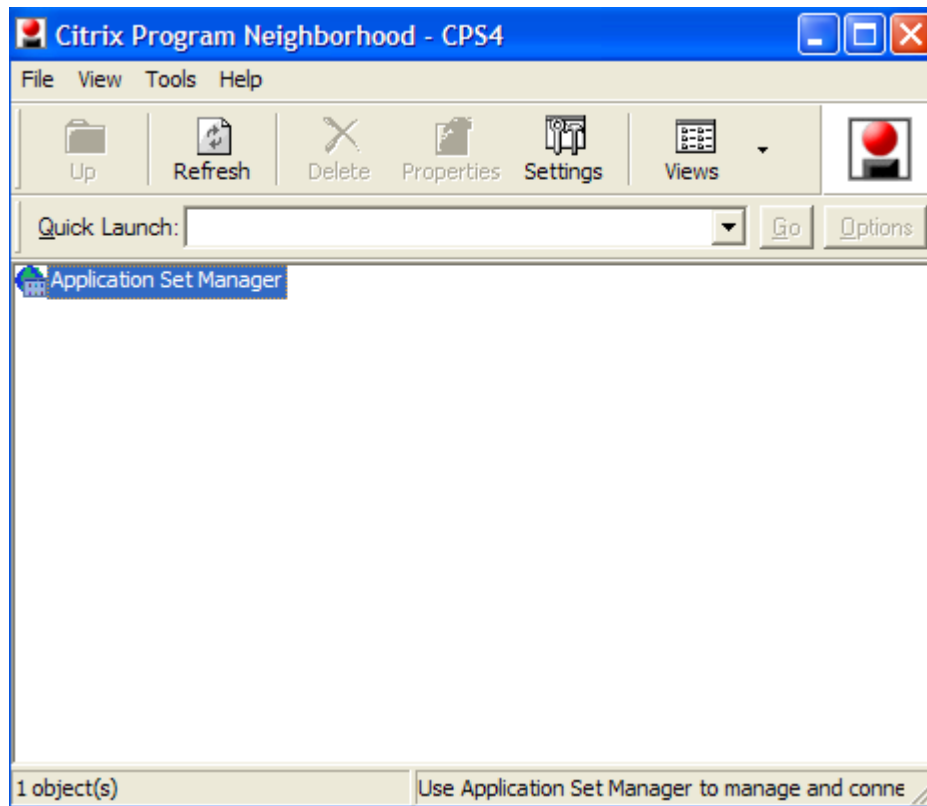 Citrix Program Neighborhood - CPS4
File View Tools Help
Up Refresh Delete Properties Settings Views
Quick Launch: Go Options
Application Set Manager
1 object(s) Use Application Set Manager to manage and conne